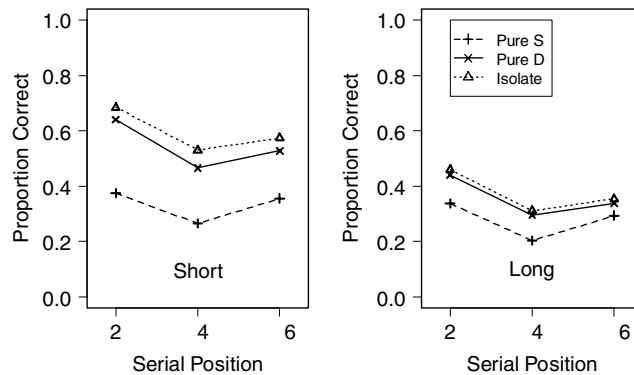 Proportion Correct
1.0
0.8
0.6
0.4
0.2
0.0
Short
2 4 6
Serial Position
Proportion Correct
1.0
0.8
0.6
0.4
0.2
0.0
Pure S
Pure D
Isolate
Long
2 4 6
Serial Position